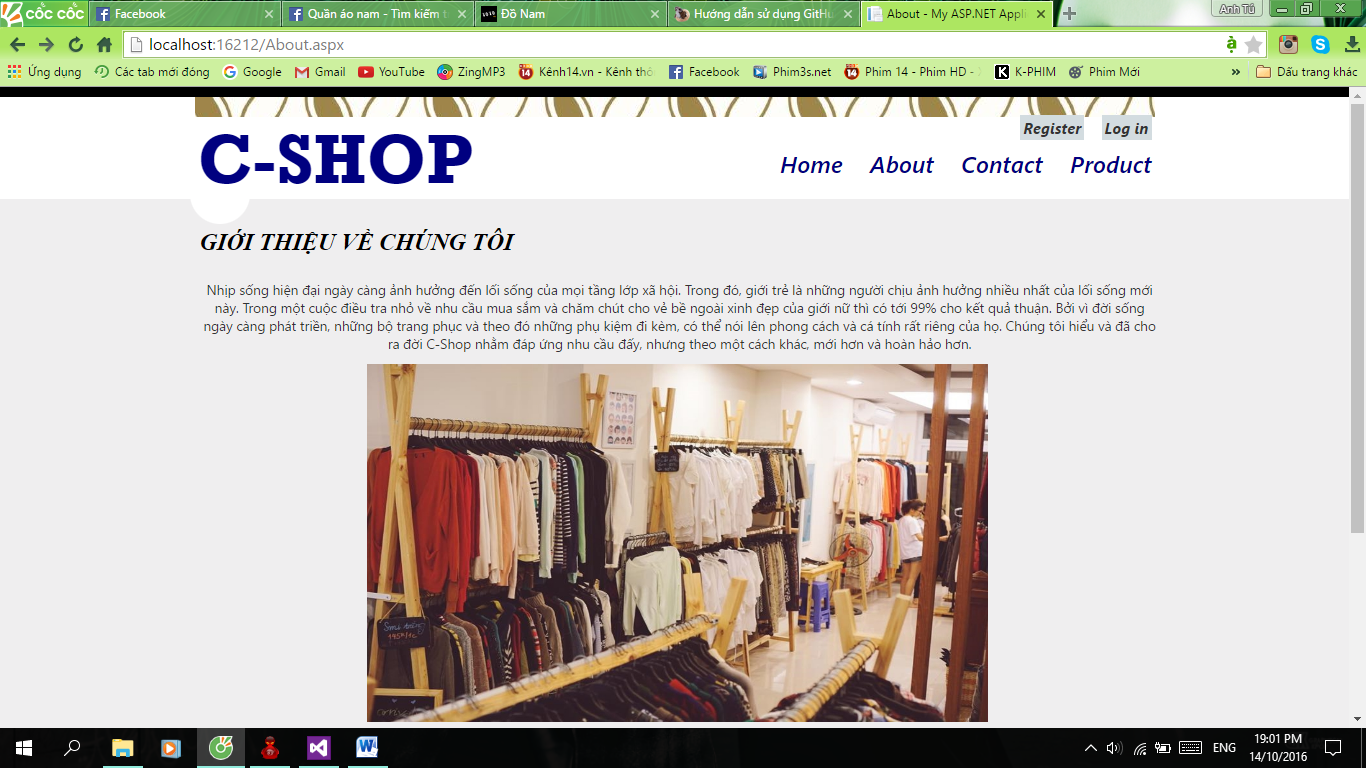 cốc cốc
Facebook
Quần áo nam - Tìm kiếm t
Đồ Nam
Hướng dẫn sử dụng GitHu
About - My ASP.NET Appli
Anh Tú
localhost:16212/About.aspx
Ứng dụng
Các tab mới đóng
Google
Gmail
YouTube
ZingMP3
Kênh14.vn - Kênh thô
Facebook
Phim3s.net
Phim 14 - Phim HD - X
K-PHIM
Phim Mới
»
Dấu trang khác
Register
Log in
C-SHOP
Home
About
Contact
Product
GIỚI THIỆU VỀ CHÚNG TÔI
Nhịp sống hiện đại ngày càng ảnh hưởng đến lối sống của mọi tầng lớp xã hội. Trong đó, giới trẻ là những người chịu ảnh hưởng nhiều nhất của lối sống mới
này. Trong một cuộc điều tra nhỏ về nhu cầu mua sắm và chăm chút cho vẻ bề ngoài xinh đẹp của giới nữ thì có tới 99% cho kết quả thuận. Bởi vì đời sống
ngày càng phát triển, những bộ trang phục và theo đó những phụ kiệm đi kèm, có thể nói lên phong cách và cá tính rất riêng của họ. Chúng tôi hiểu và đã cho
ra đời C-Shop nhằm đáp ứng nhu cầu đấy, nhưng theo một cách khác, mới hơn và hoàn hảo hơn.
ENG
19:01 PM
14/10/2016